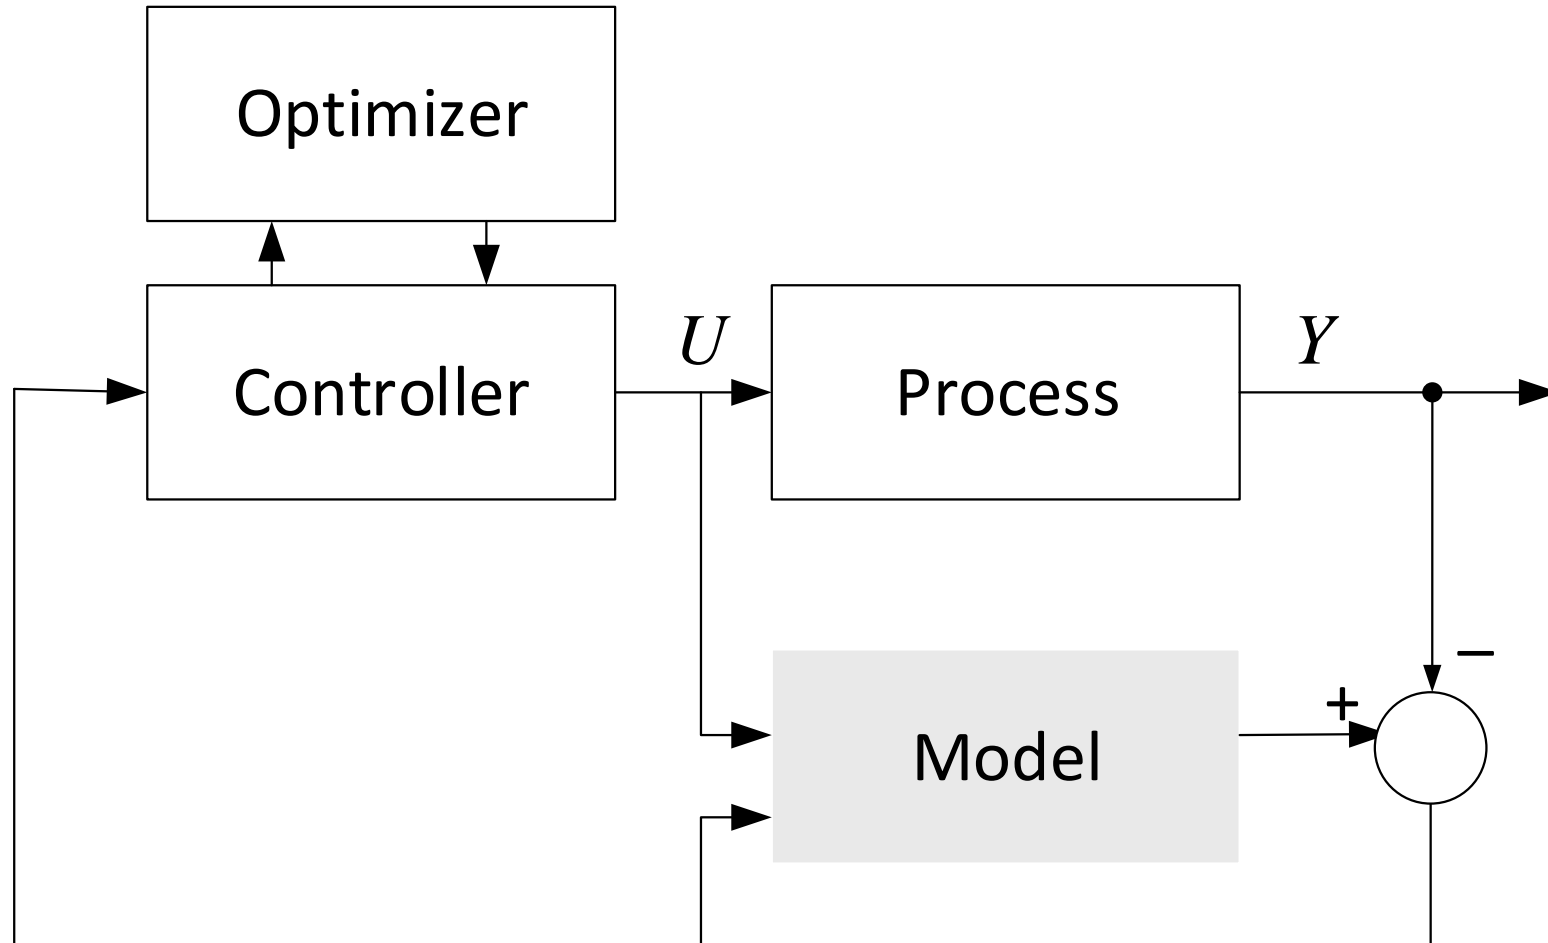 Optimizer
Controller
U
Process
Y
−
+
Model